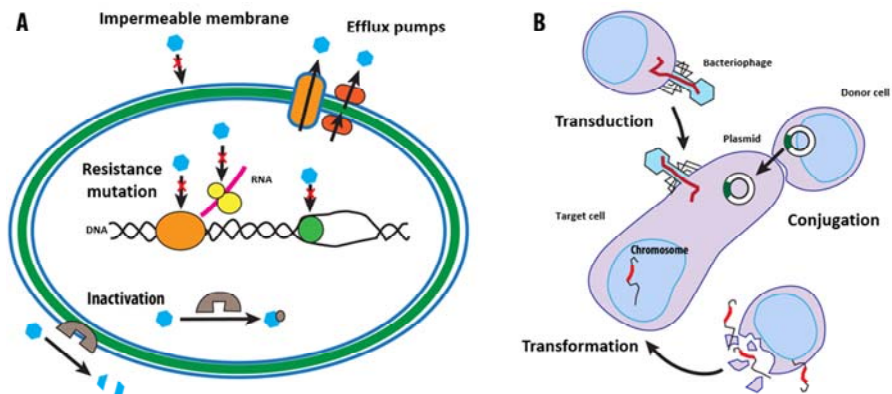 A
Impermeable membrane
Efflux pumps
Resistance
mutation
RNA
DNA
Inactivation
B
Bacteriophage
Donor cell
Transduction
Plasmid
Target cell
Conjugation
Chromosome
Transformation